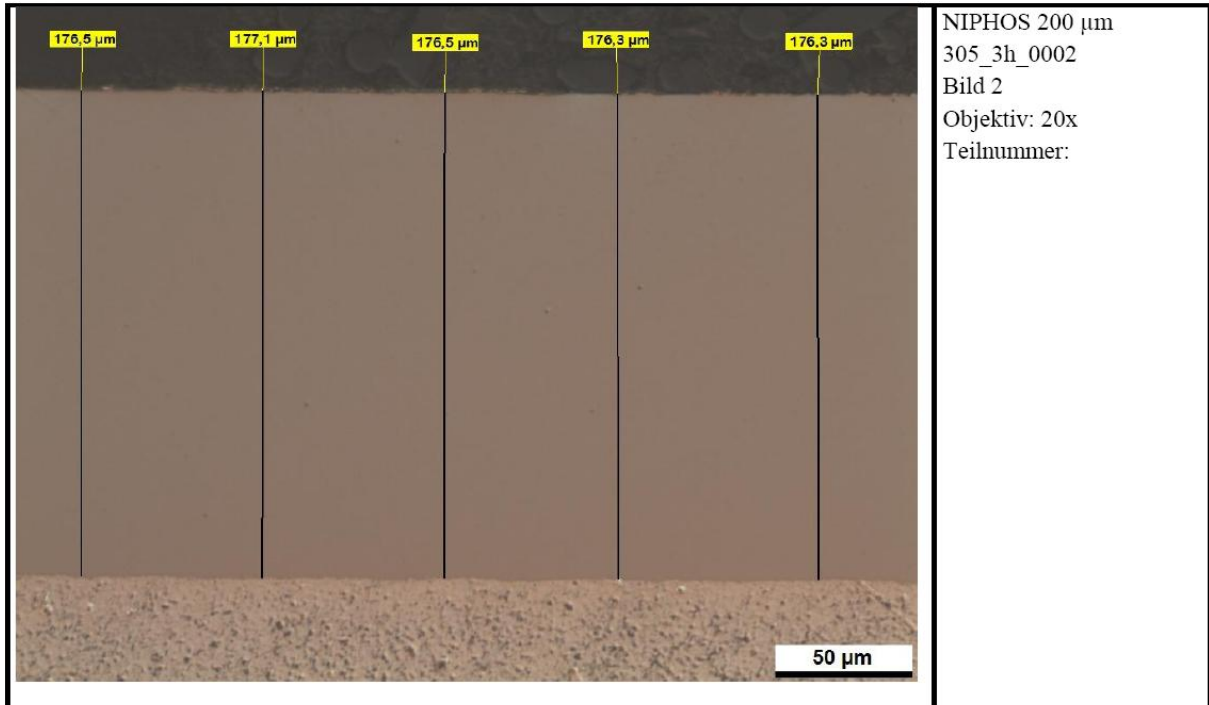 176,5 µm 177,1 µm 176,5 µm 176,3 µm 176,3 µm
50 µm
NIPHOS 200 µm
305_3h_0002
Bild 2
Objektiv: 20x
Teilnummer: